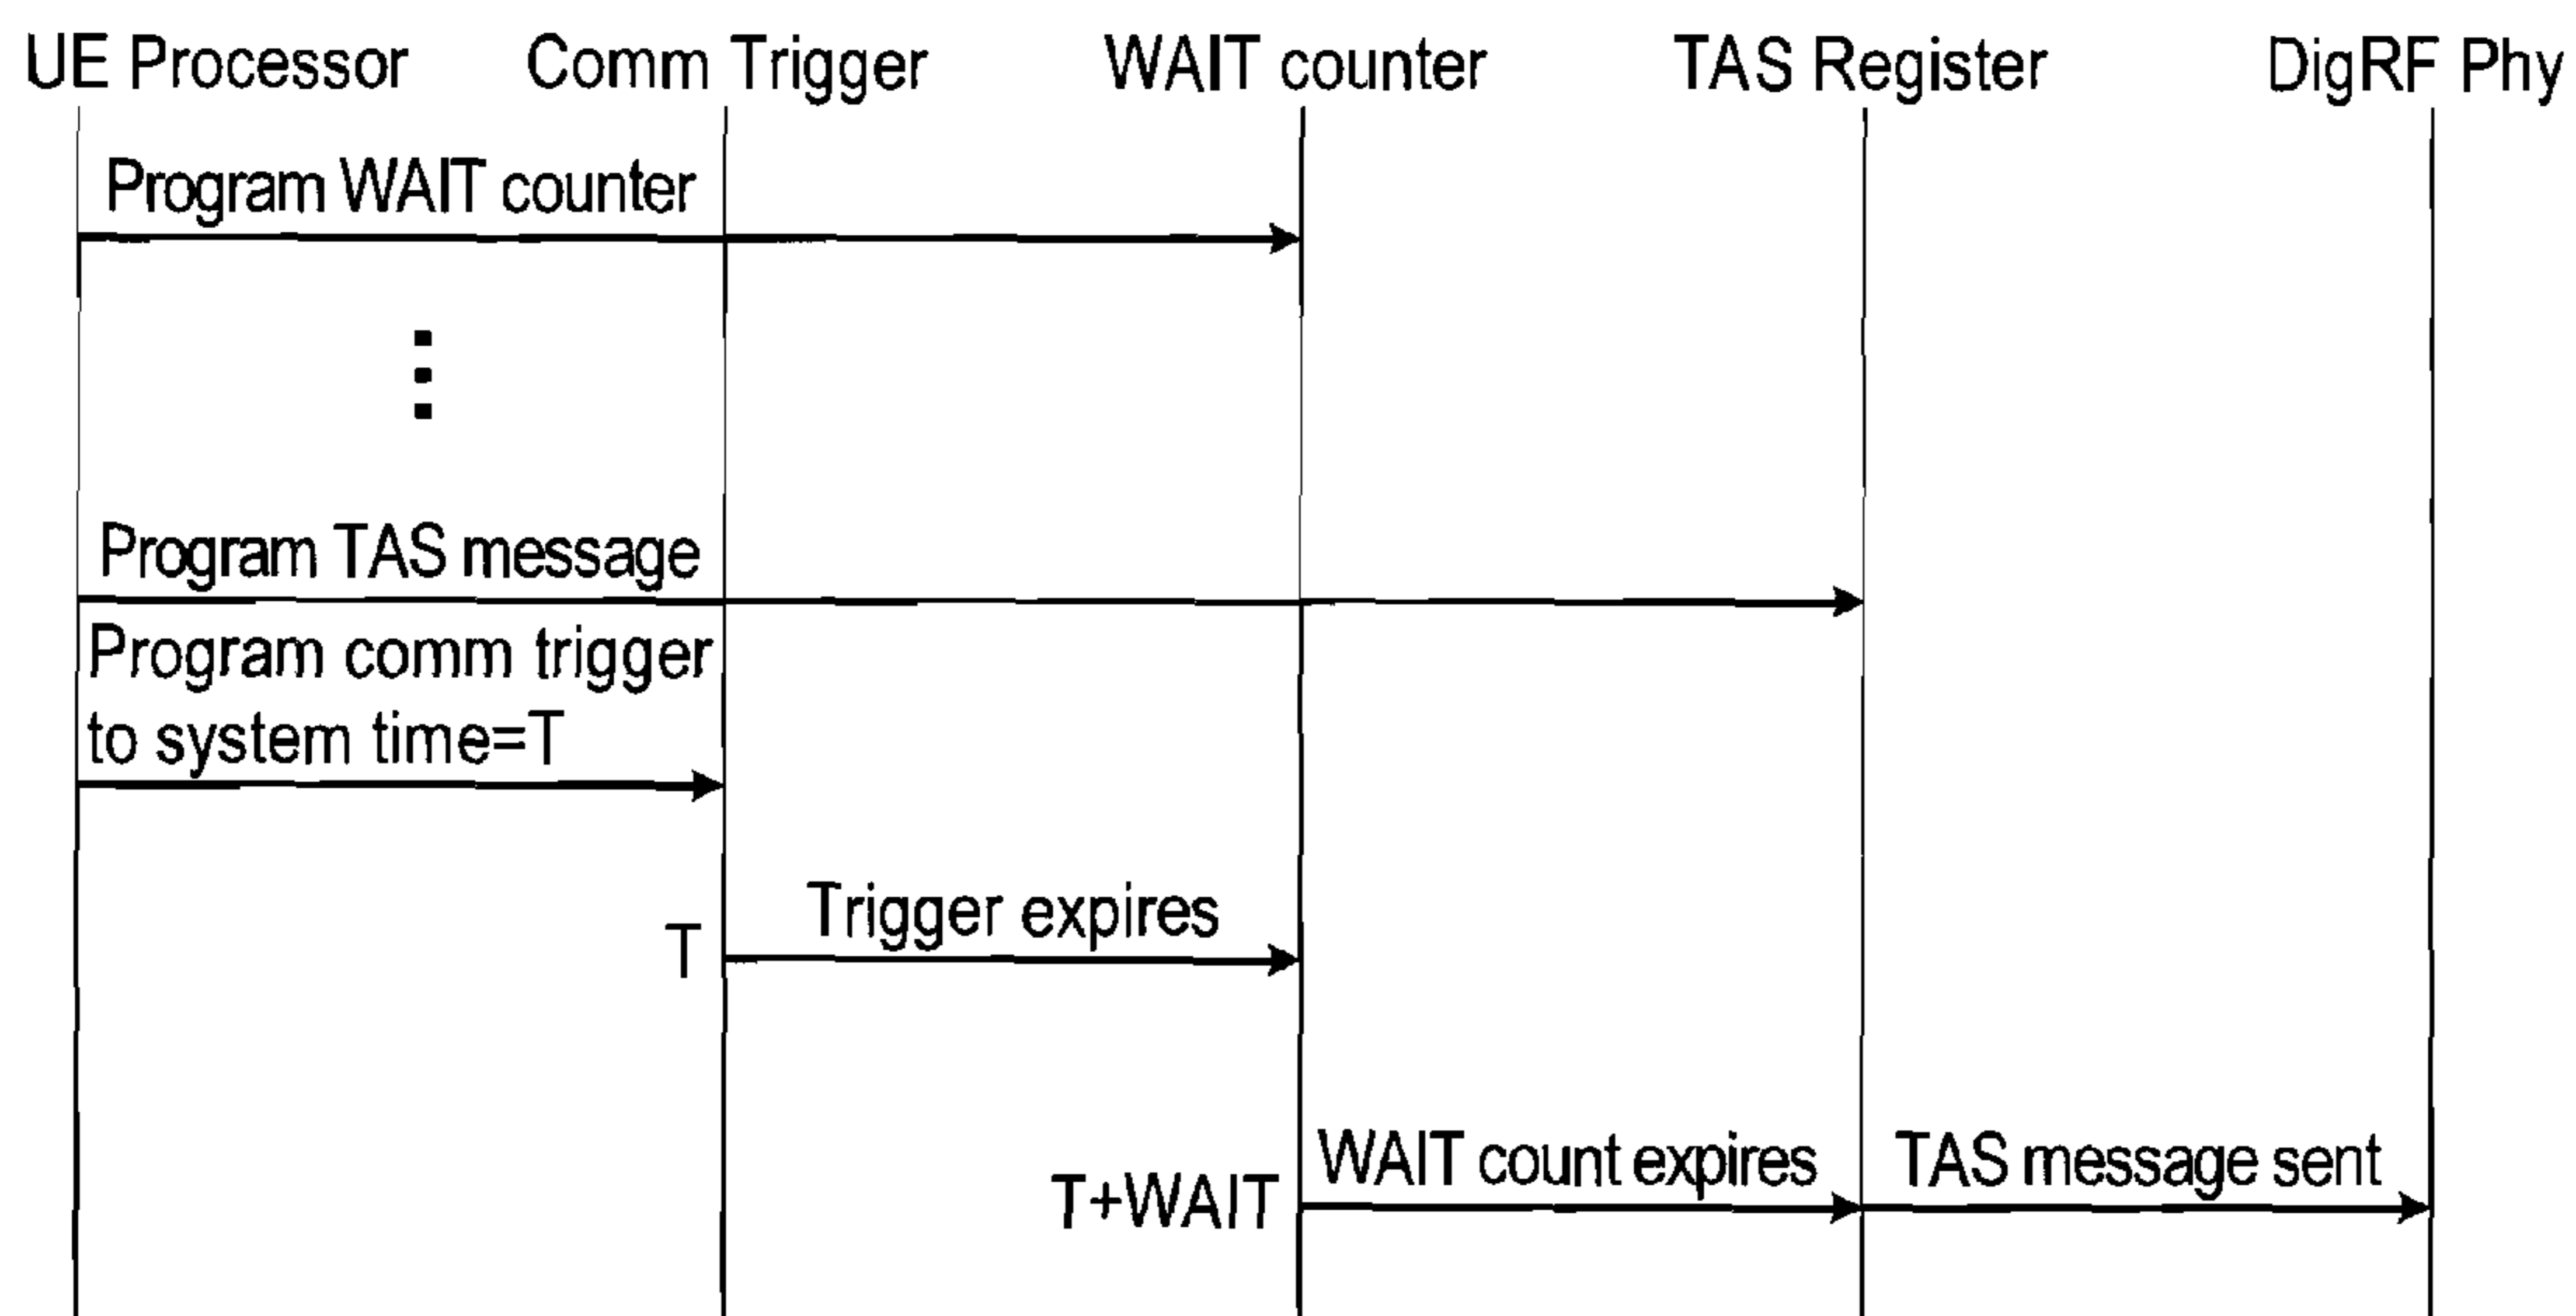 UE Processor
Comm Trigger
WAIT counter
TAS Register
DigRF Phy
Program WAIT counter
Program TAS message
Program comm trigger
to system time=T
T
Trigger expires
T+WAIT
WAIT count expires
TAS message sent